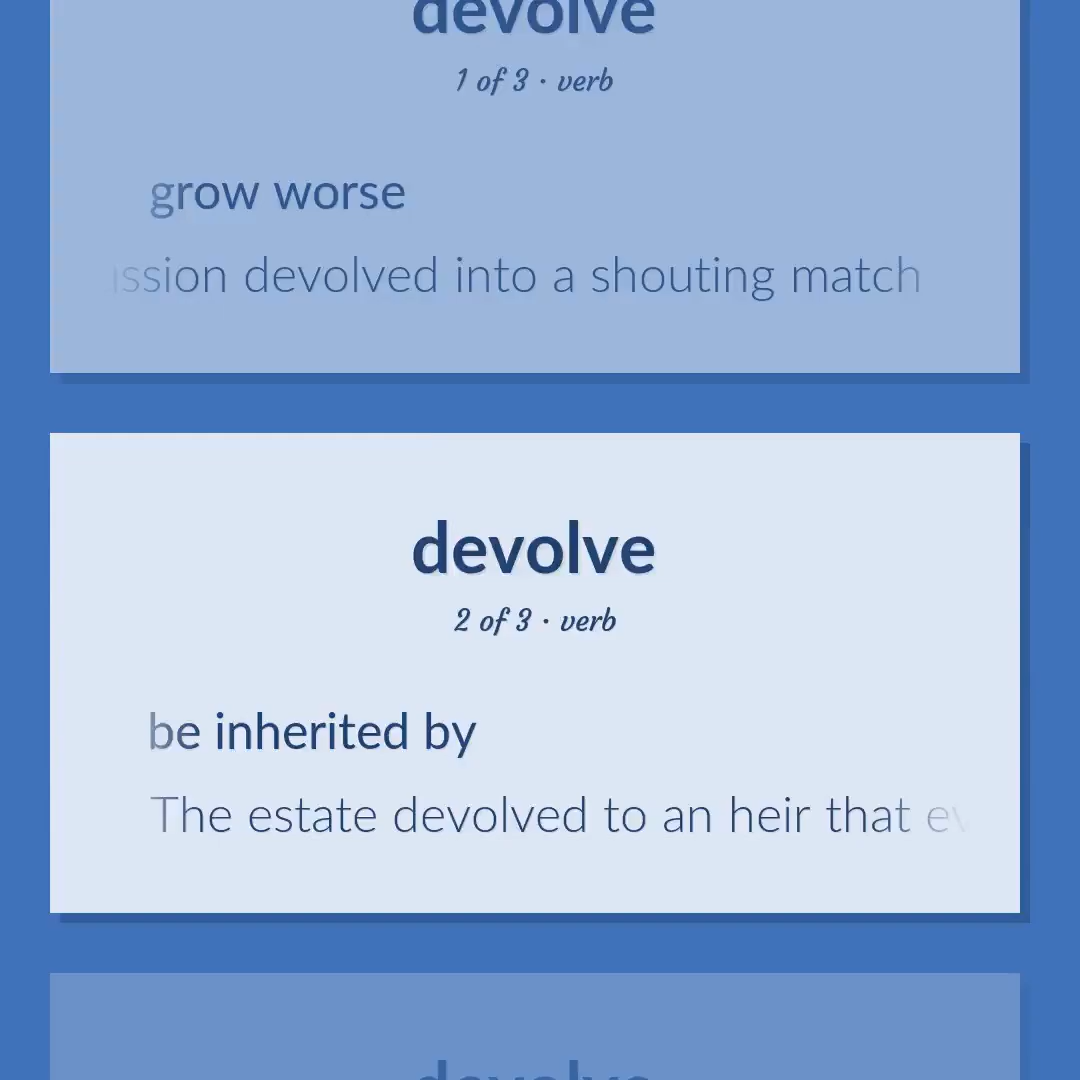 devolve
1 of 3 · verb
grow worse
devolved into a shouting match
devolve
2 of 3 · verb
be inherited by
The estate devolved to an heir that
devolve